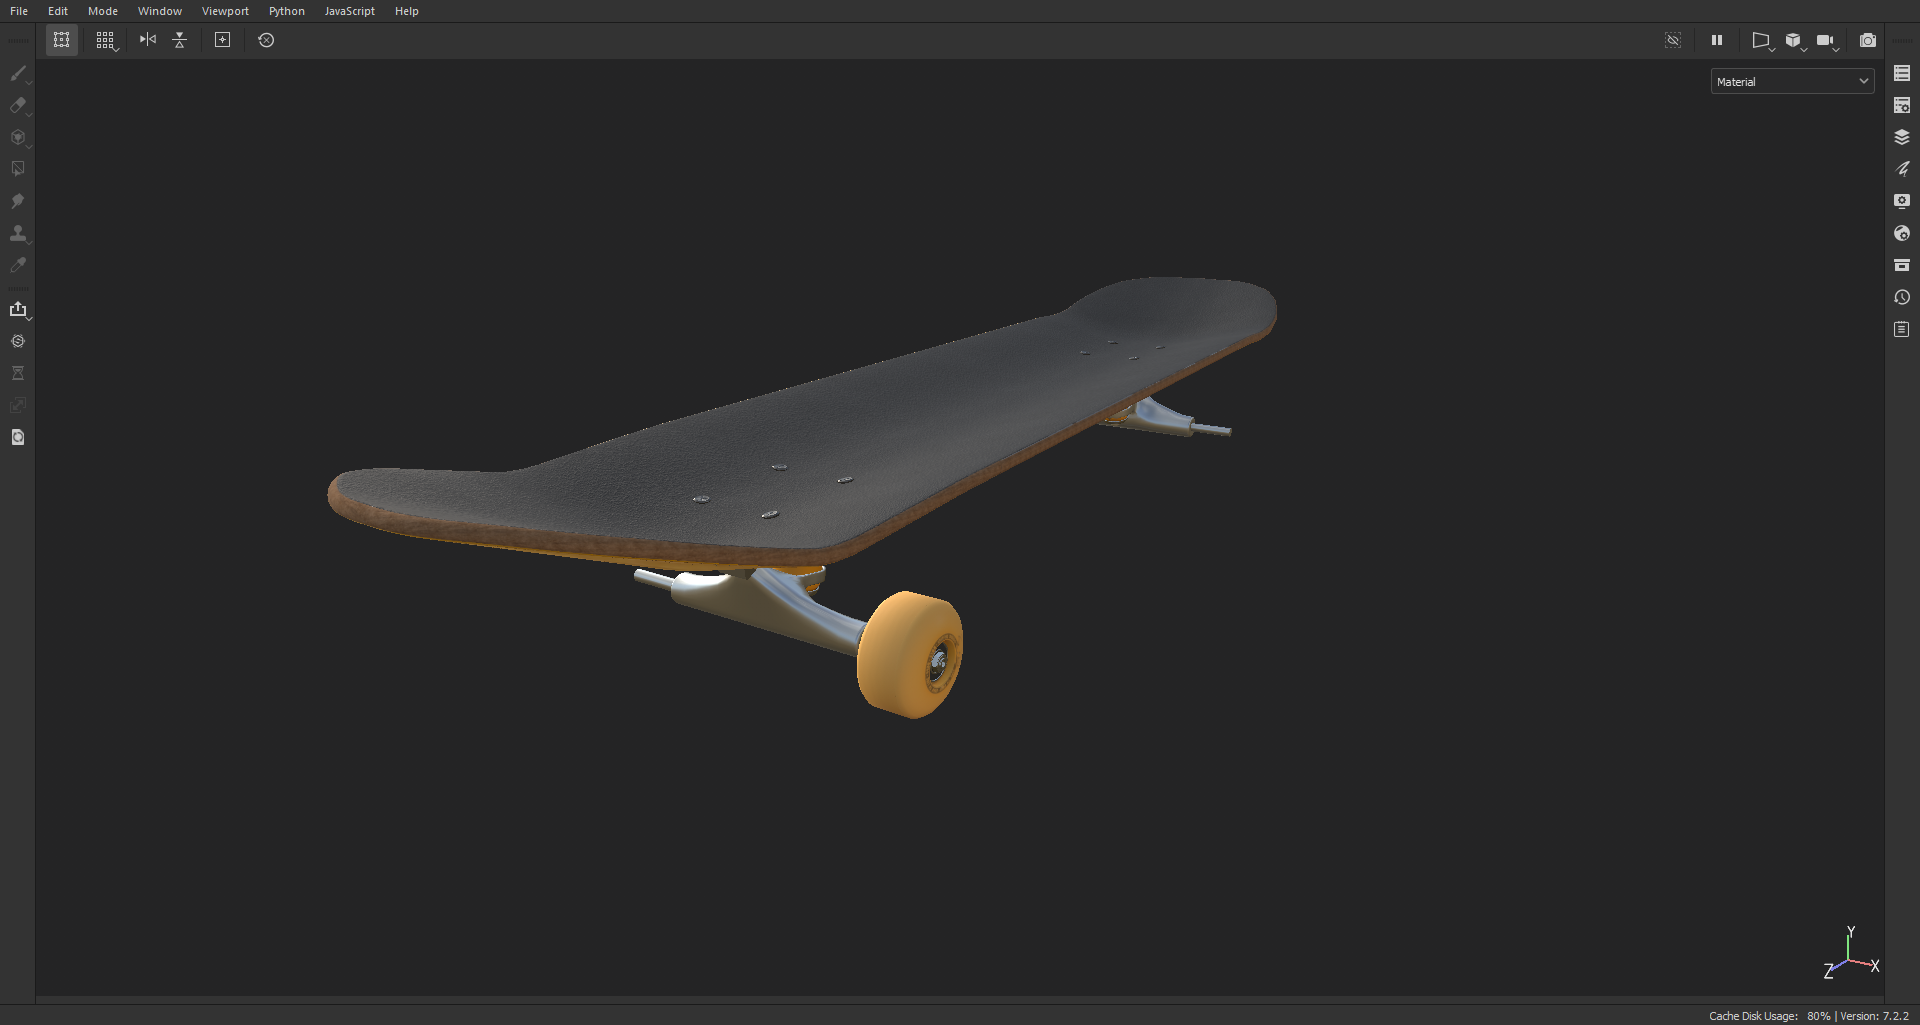 File Edit Mode Window Viewport Python JavaScript Help
Material
Y
Z X
Cache Disk Usage: 80% | Version: 7.2.2